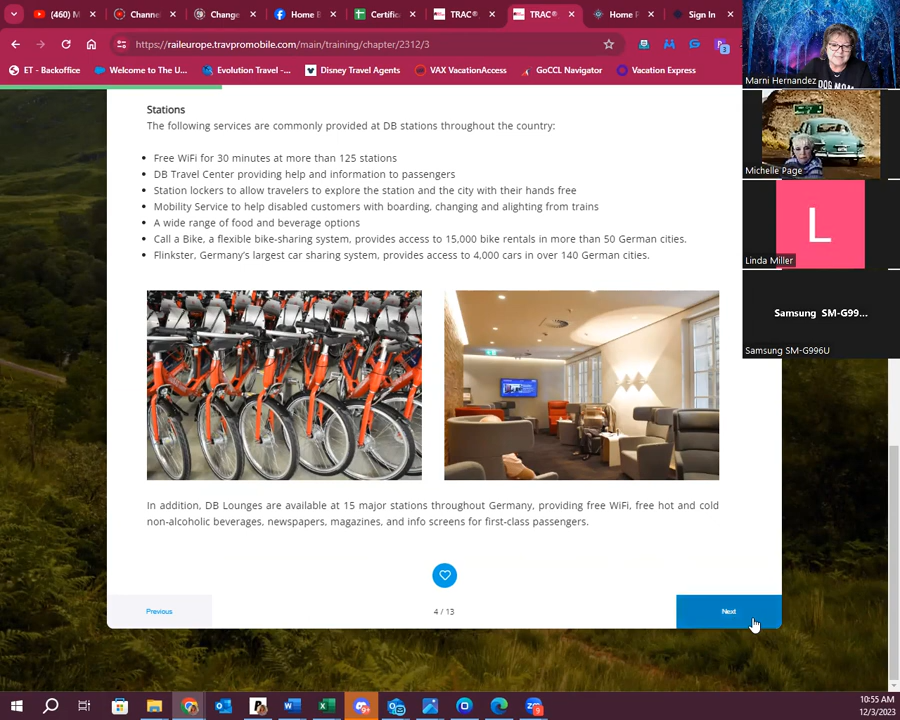 (460) M
Channel
Change
Home B
Certifica
TRAC®
TRAC®
Home P
Sign In
https://raileurope.travpromobile.com/main/training/chapter/2312/3
3
ET - Backoffice
Welcome to The U...
Evolution Travel -...
Disney Travel Agents
VAX VacationAccess
GoCCL Navigator
Vacation Express
Stations
The following services are commonly provided at DB stations throughout the country:
Free WiFi for 30 minutes at more than 125 stations
DB Travel Center providing help and information to passengers
Station lockers to allow travelers to explore the station and the city with their hands free
Mobility Service to help disabled customers with boarding, changing and alighting from trains
A wide range of food and beverage options
Call a Bike, a flexible bike-sharing system, provides access to 15,000 bike rentals in more than 50 German cities.
Flinkster, Germany's largest car sharing system, provides access to 4,000 cars in over 140 German cities.
In addition, DB Lounges are available at 15 major stations throughout Germany, providing free WiFi, free hot and cold
non-alcoholic beverages, newspapers, magazines, and info screens for first-class passengers.
Previous
4 / 13
Next
DOG MOM
Marni Hernandez
Michelle Page
L
Linda Miller
Samsung SM-G99...
Samsung SM-G996U
9
10:55 AM
12/3/2023